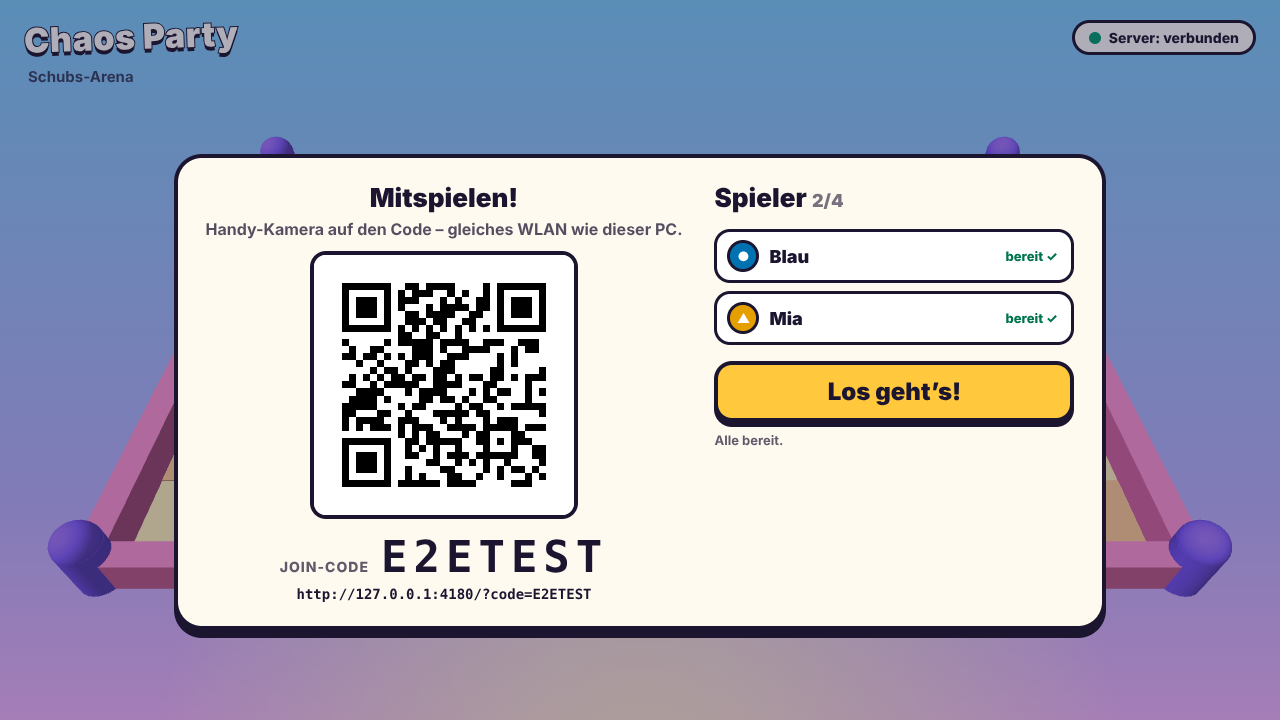 Chaos Party
Schubs-Arena
Server: verbunden
Mitspielen!
Handy-Kamera auf den Code – gleiches WLAN wie dieser PC.
JOIN-CODE E2ETEST
http://127.0.0.1:4180/?code=E2ETEST
Spieler 2/4
Blau bereit ✓
Mia bereit ✓
Los geht’s!
Alle bereit.